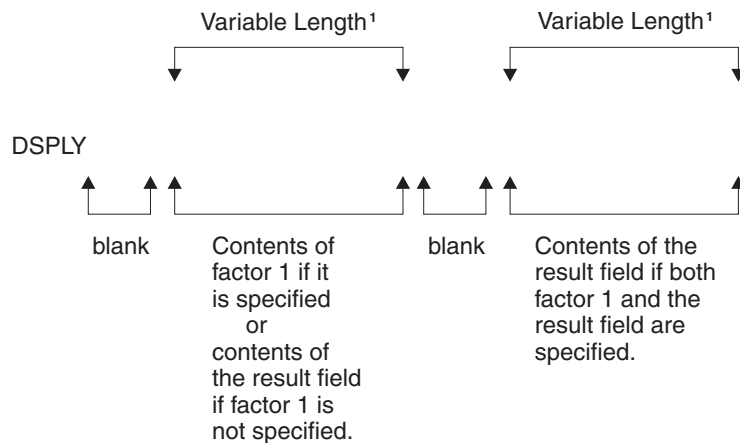 Variable Length¹ Variable Length¹
DSPLY
blank
Contents of
factor 1 if it
is specified
or
contents of
the result field
if factor 1 is
not specified.
blank
Contents of the
result field if both
factor 1 and the
result field are
specified.